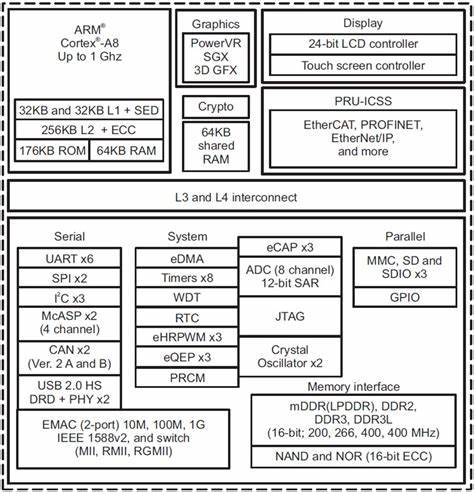 ARM®
Cortex®-A8
Up to 1 Ghz
32KB and 32KB L1 + SED
256KB L2 + ECC
176KB ROM
64KB RAM
Graphics
PowerVR
SGX
3D GFX
Crypto
64KB
shared
RAM
Display
24-bit LCD controller
Touch screen controller
PRU-ICSS
EtherCAT, PROFINET,
EtherNet/IP,
and more
L3 and L4 interconnect
Serial
UART x6
SPI x2
I²C x3
McASP x2
(4 channel)
CAN x2
(Ver. 2 A and B)
USB 2.0 HS
DRD + PHY x2
EMAC (2-port) 10M, 100M, 1G
IEEE 1588v2, and switch
(MII, RMII, RGMII)
System
eDMA
Timers x8
WDT
RTC
eHRPWM x3
eQEP x3
PRCM
eCAP x3
ADC (8 channel)
12-bit SAR
JTAG
Crystal
Oscillator x2
Parallel
MMC, SD and
SDIO x3
GPIO
Memory interface
mDDR(LPDDR), DDR2,
DDR3, DDR3L
(16-bit; 200, 266, 400, 400 MHz)
NAND and NOR (16-bit ECC)